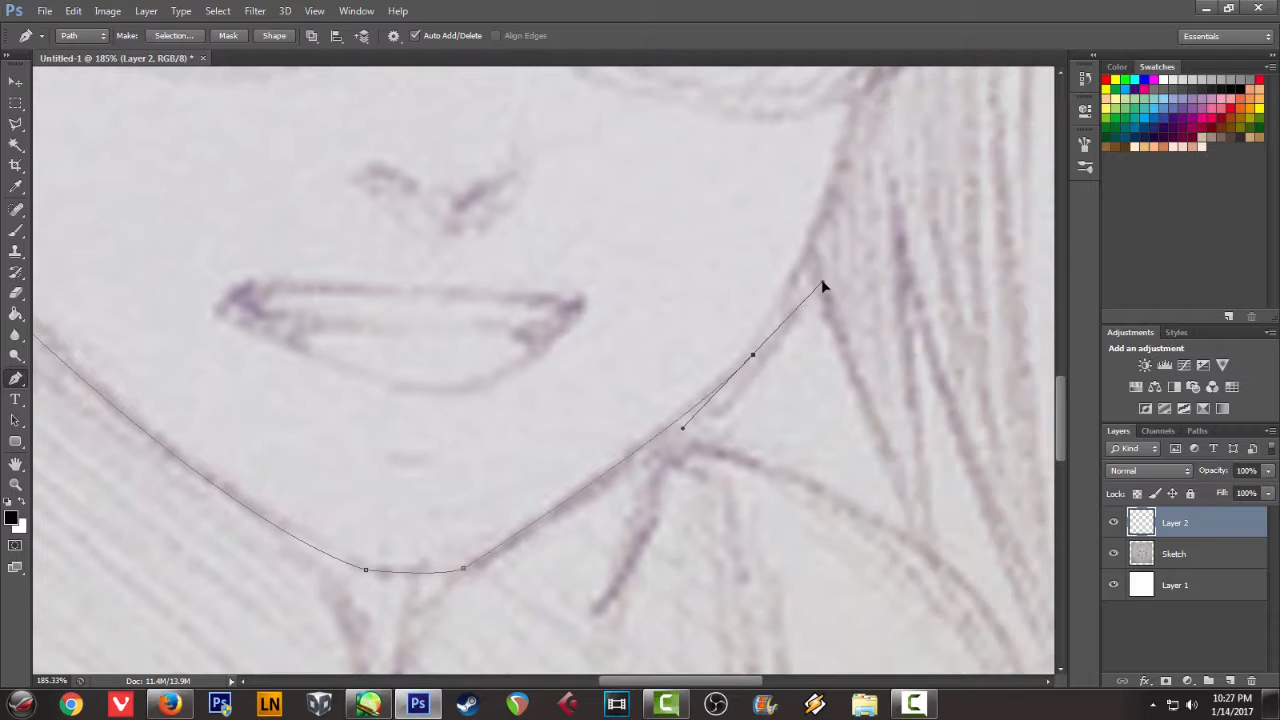 Ps File Edit Image Layer Type Select Filter 3D View Window Help
Path Make: Selection... Mask Shape Auto Add/Delete Align Edges Essentials
Untitled-1 @ 185% (Layer 2, RGB/8) *
Color Swatches
Adjustments Styles
Add an adjustment
Layers Channels Paths
Kind
Normal Opacity: 100%
Lock: Fill: 100%
Layer 2
Sketch
Layer 1
185.33% Doc: 11.4M/13.9M
Ps LN Ps 10:27 PM
1/14/2017